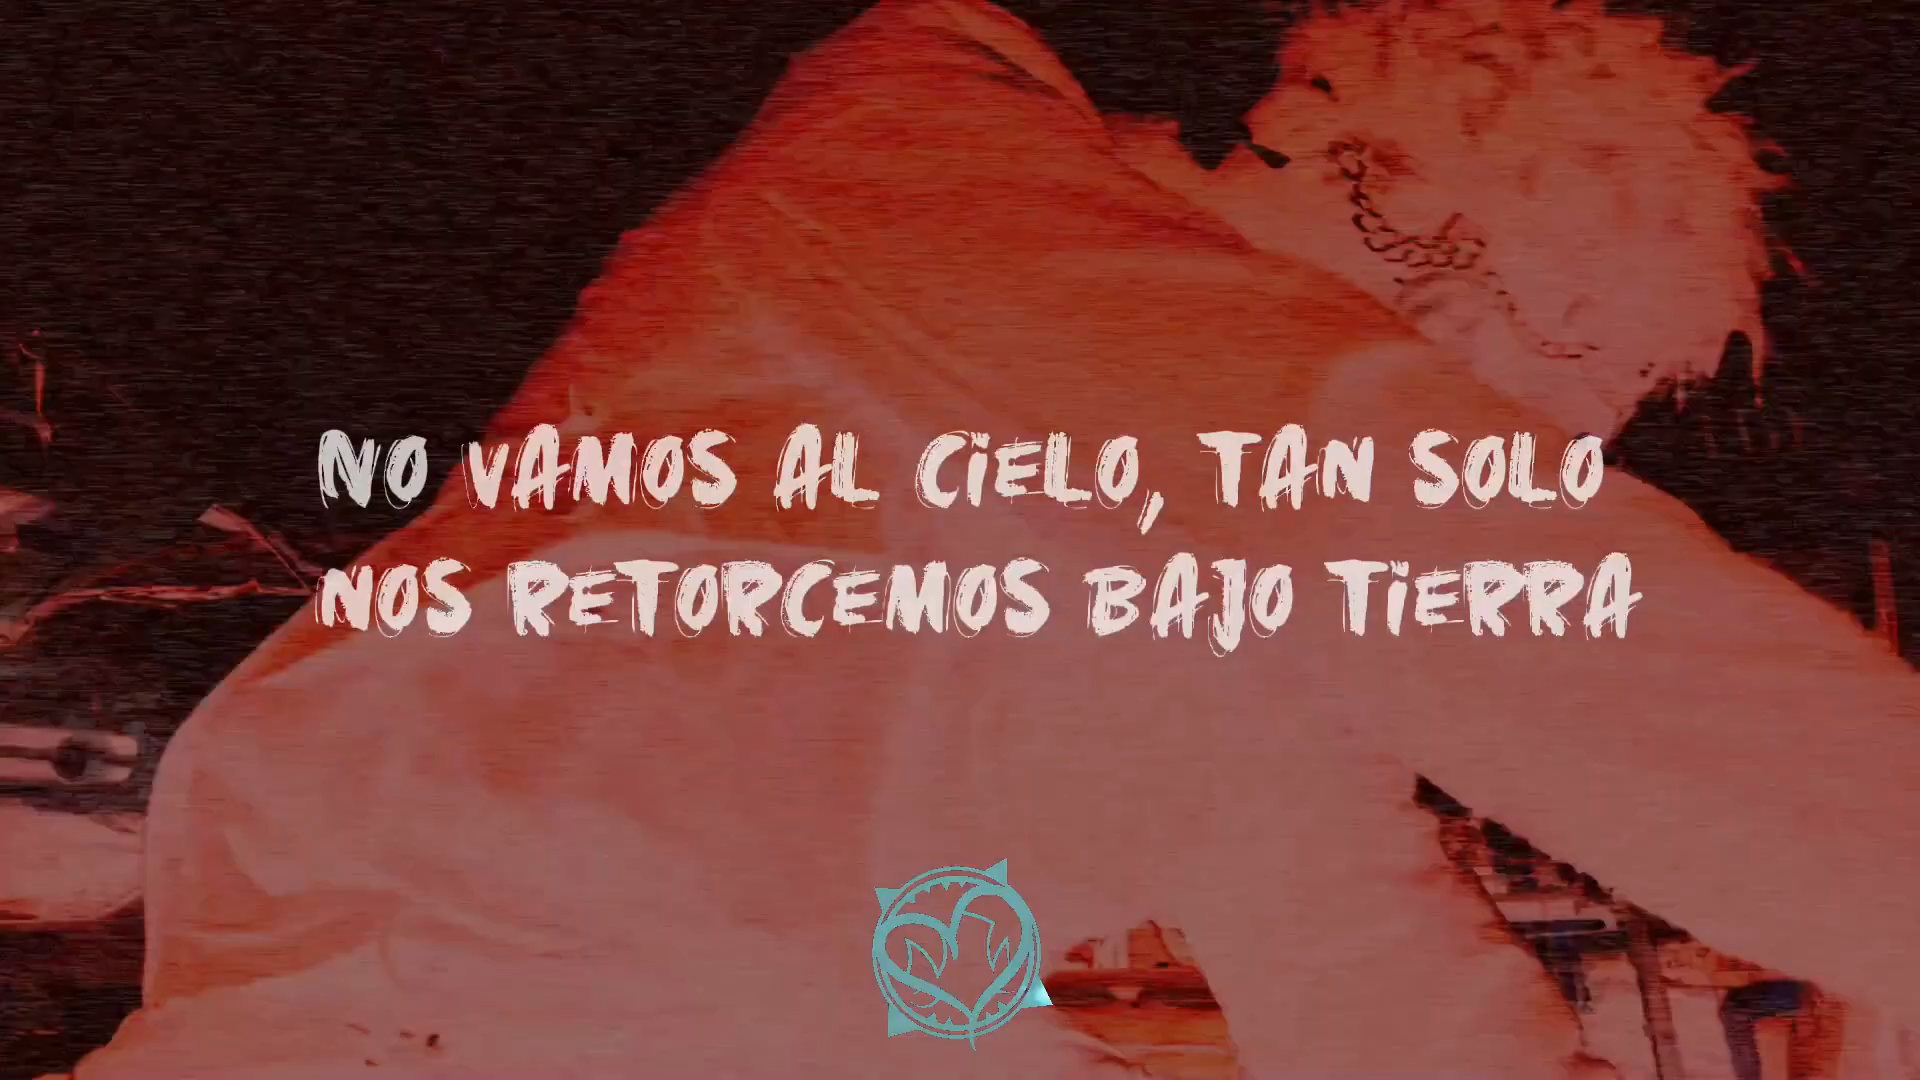 NO VAMOS AL CIELO, TAN SOLO
NOS RETORCEMOS BAJO TIERRA